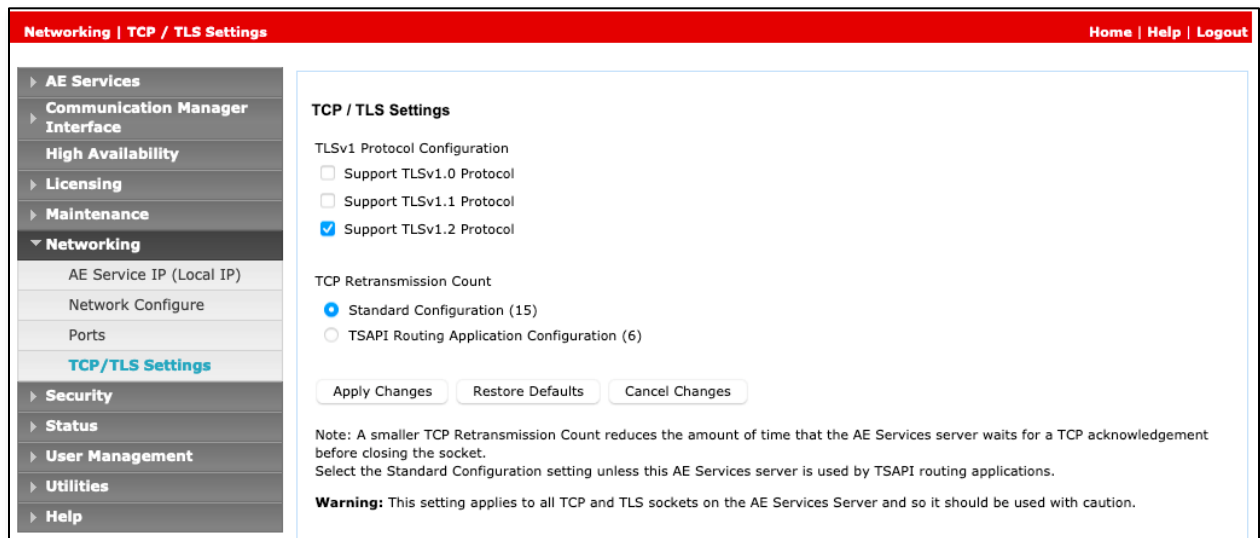 Networking | TCP / TLS Settings
Home | Help | Logout
AE Services
Communication Manager
Interface
High Availability
Licensing
Maintenance
Networking
AE Service IP (Local IP)
Network Configure
Ports
TCP/TLS Settings
Security
Status
User Management
Utilities
Help
TCP / TLS Settings
TLSv1 Protocol Configuration
Support TLSv1.0 Protocol
Support TLSv1.1 Protocol
Support TLSv1.2 Protocol
TCP Retransmission Count
Standard Configuration (15)
TSAPI Routing Application Configuration (6)
Apply Changes
Restore Defaults
Cancel Changes
Note: A smaller TCP Retransmission Count reduces the amount of time that the AE Services server waits for a TCP acknowledgement
before closing the socket.
Select the Standard Configuration setting unless this AE Services server is used by TSAPI routing applications.
Warning: This setting applies to all TCP and TLS sockets on the AE Services Server and so it should be used with caution.